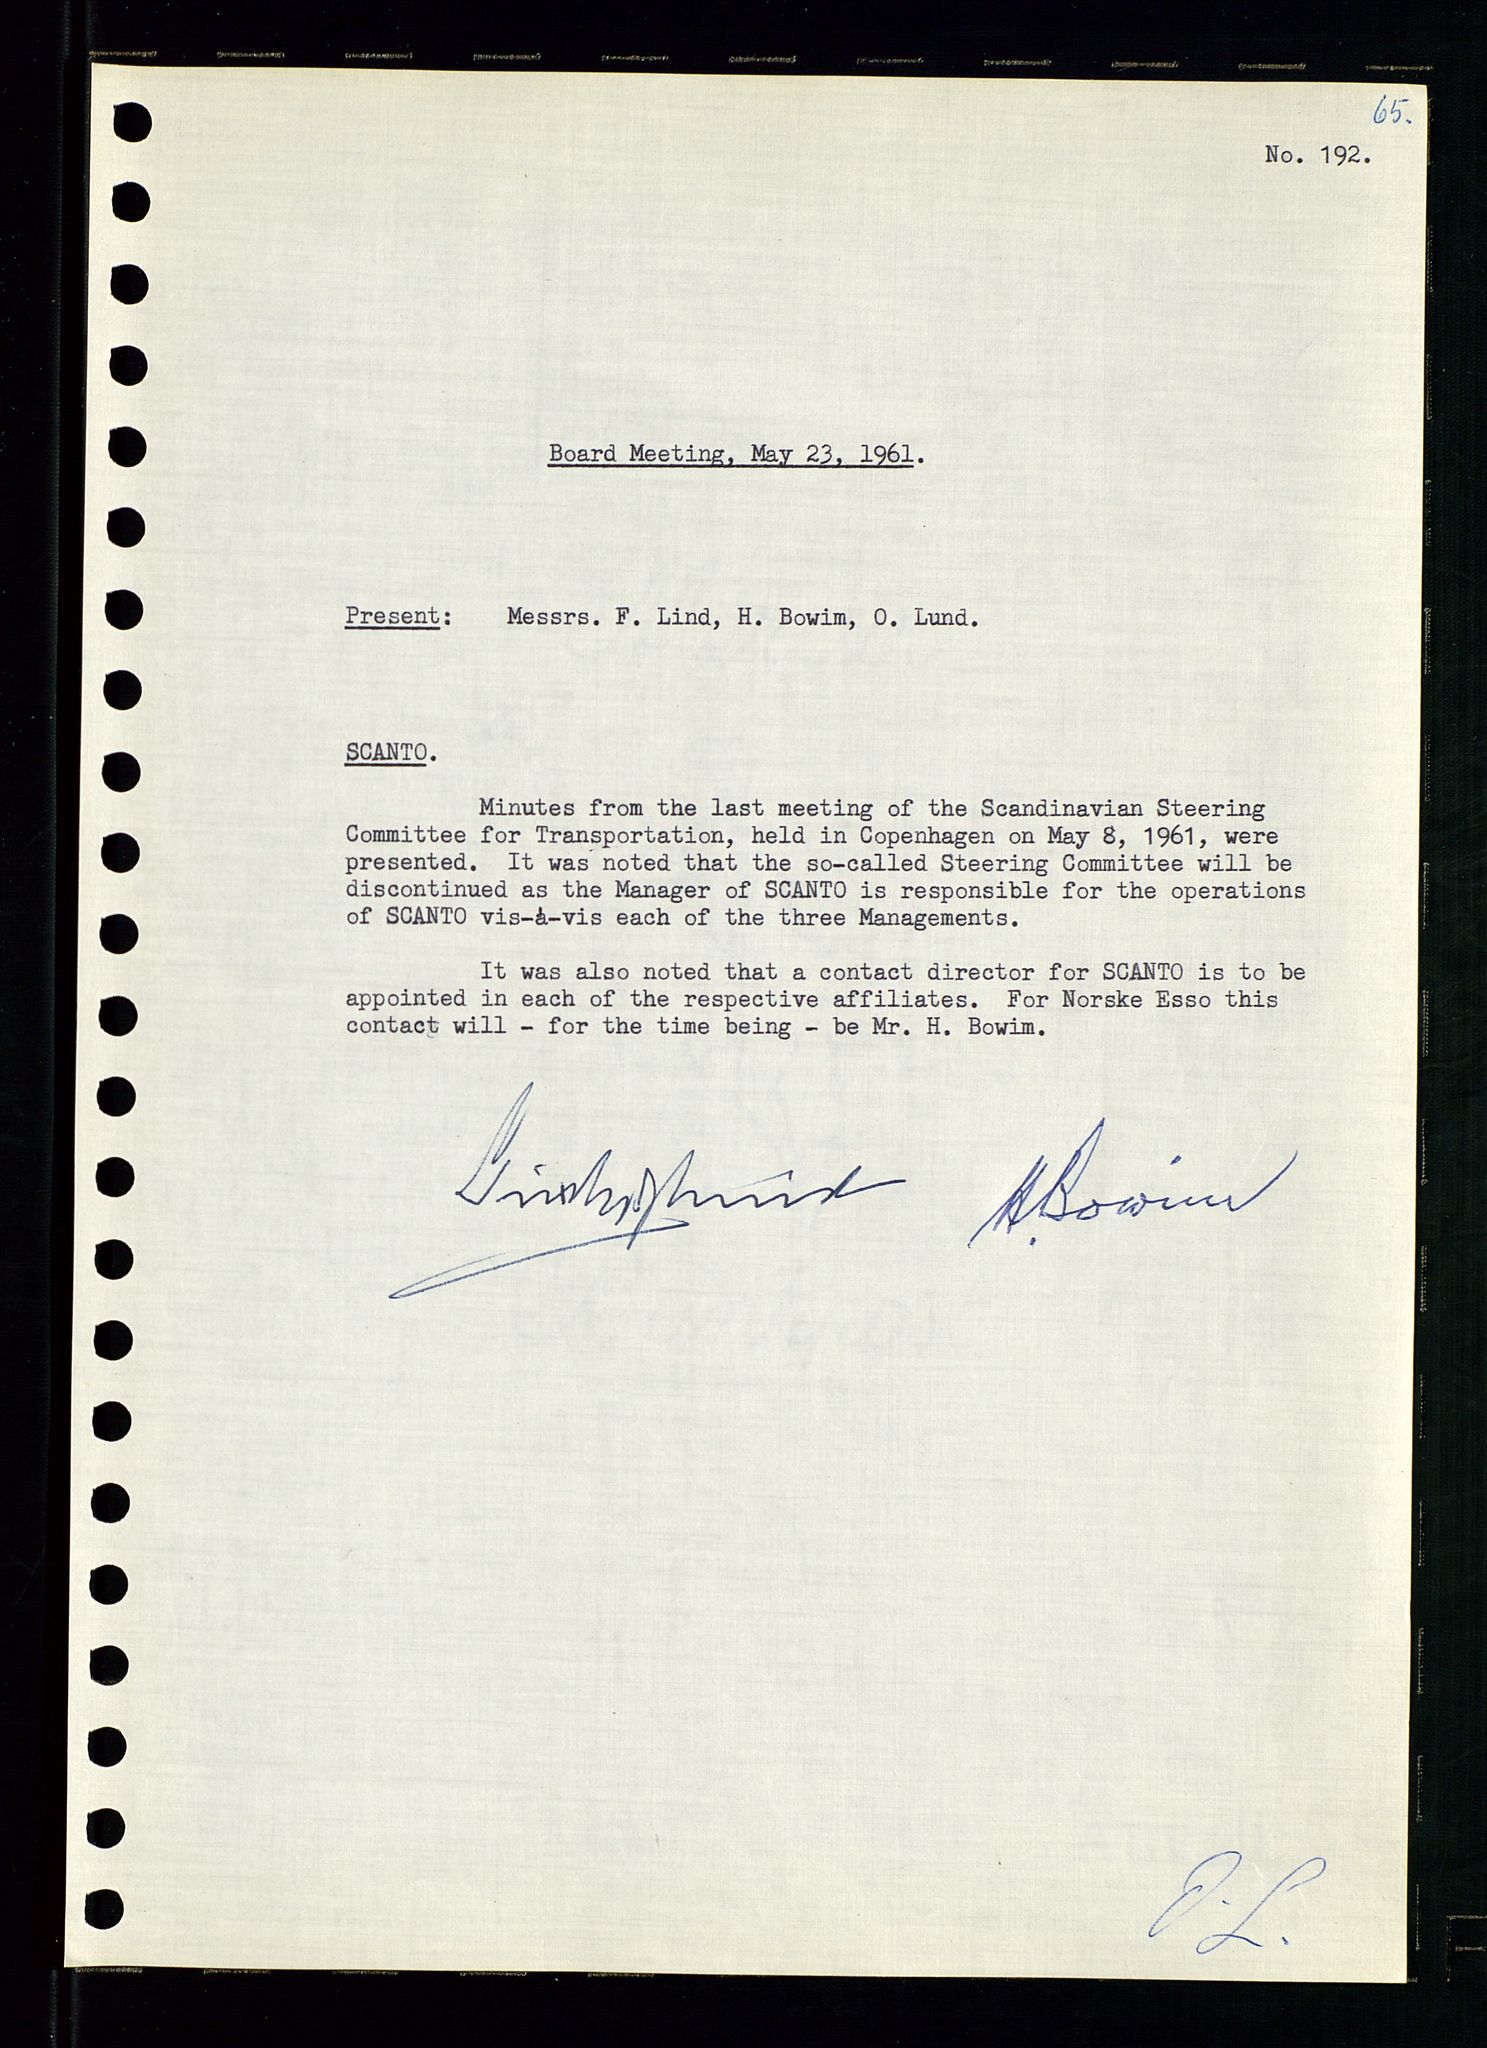 65.
No. 192.
Board Meeting, May 23, 1961.
Present: Messrs. F. Lind, H. Bowim, O. Lund.
SCANTO.
Minutes from the last meeting of the Scandinavian Steering
Committee for Transportation, held in Copenhagen on May 8, 1961, were
presented. It was noted that the so-called Steering Committee will be
discontinued as the Manager of SCANTO is responsible for the operations
of SCANTO vis-à-vis each of the three Managements.
It was also noted that a contact director for SCANTO is to be
appointed in each of the respective affiliates. For Norske Esso this
contact will - for the time being - be Mr. H. Bowim.
H. Bowim
O. L.